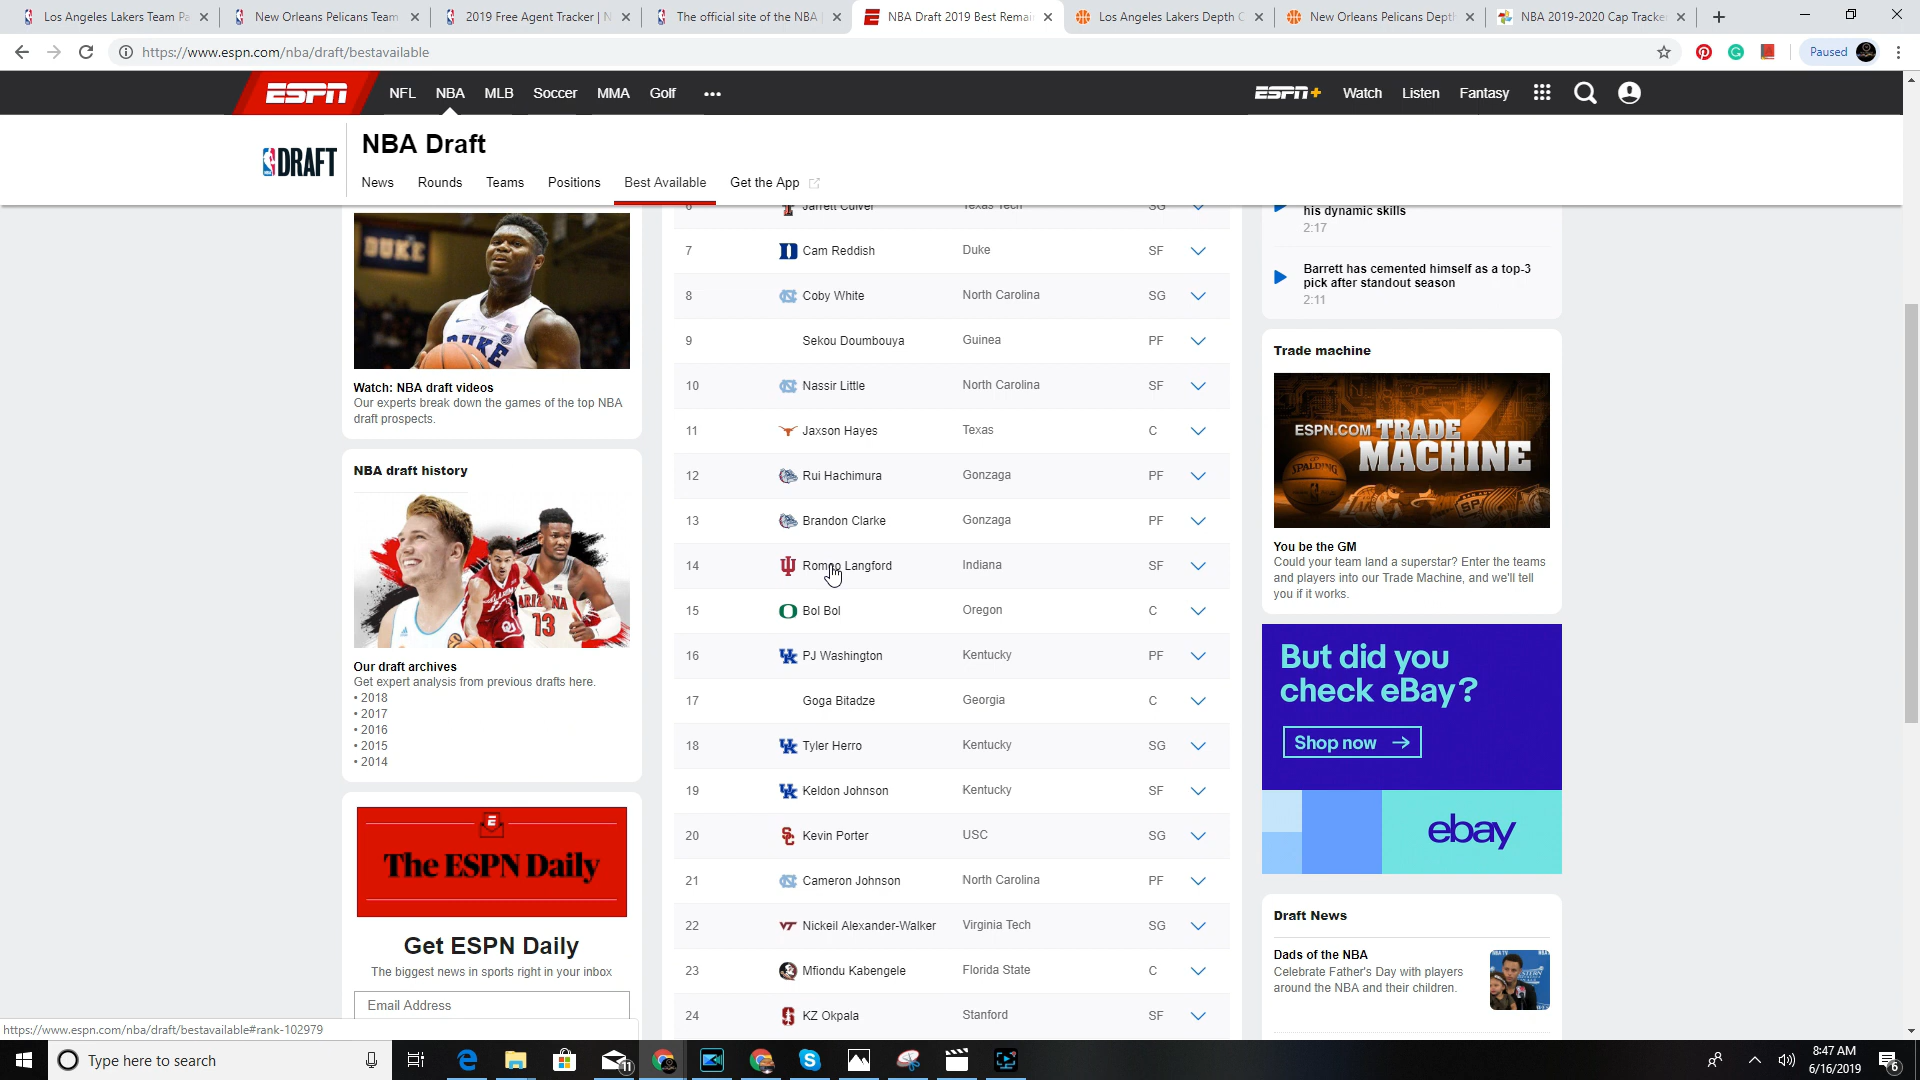 Los Angeles Lakers Team Pa
New Orleans Pelicans Team
2019 Free Agent Tracker | N
The official site of the NBA |
NBA Draft 2019 Best Remai
Los Angeles Lakers Depth C
New Orleans Pelicans Depth
NBA 2019-2020 Cap Tracke
https://www.espn.com/nba/draft/bestavailable
Paused
ESPN
NFL
NBA
MLB
Soccer
MMA
Golf
ESPN+
Watch
Listen
Fantasy
DRAFT
NBA Draft
News
Rounds
Teams
Positions
Best Available
Get the App
DUKE
DUKE
Watch: NBA draft videos
Our experts break down the games of the top NBA
draft prospects.
NBA draft history
ARIZONA
13
Our draft archives
Get expert analysis from previous drafts here.
• 2018
• 2017
• 2016
• 2015
• 2014
The ESPN Daily
Get ESPN Daily
The biggest news in sports right in your inbox
Email Address
6 Jarrett Culver Texas Tech SG
7 Cam Reddish Duke SF
8 Coby White North Carolina SG
9 Sekou Doumbouya Guinea PF
10 Nassir Little North Carolina SF
11 Jaxson Hayes Texas C
12 Rui Hachimura Gonzaga PF
13 Brandon Clarke Gonzaga PF
14 Romeo Langford Indiana SF
15 Bol Bol Oregon C
16 PJ Washington Kentucky PF
17 Goga Bitadze Georgia C
18 Tyler Herro Kentucky SG
19 Keldon Johnson Kentucky SF
20 Kevin Porter USC SG
21 Cameron Johnson North Carolina PF
22 Nickeil Alexander-Walker Virginia Tech SG
23 Mfiondu Kabengele Florida State C
24 KZ Okpala Stanford SF
his dynamic skills
2:17
Barrett has cemented himself as a top-3
pick after standout season
2:11
Trade machine
ESPN.COM TRADE
MACHINE
SPALDING
You be the GM
Could your team land a superstar? Enter the teams
and players into our Trade Machine, and we'll tell
you if it works.
But did you
check eBay?
Shop now →
ebay
Draft News
Dads of the NBA
Celebrate Father's Day with players
around the NBA and their children.
https://www.espn.com/nba/draft/bestavailable#rank-102979
Type here to search
11
8:47 AM
6/16/2019
6